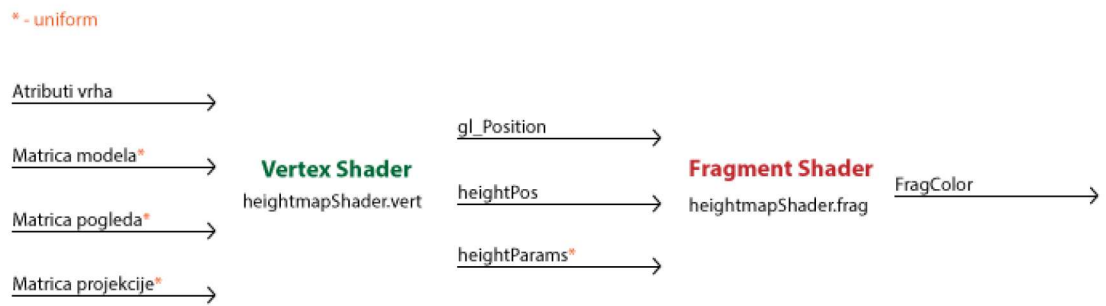 * - uniform
Atributi vrha
Matrica modela*
Matrica pogleda*
Matrica projekcije*
Vertex Shader
heightmapShader.vert
gl_Position
heightPos
heightParams*
Fragment Shader
heightmapShader.frag
FragColor